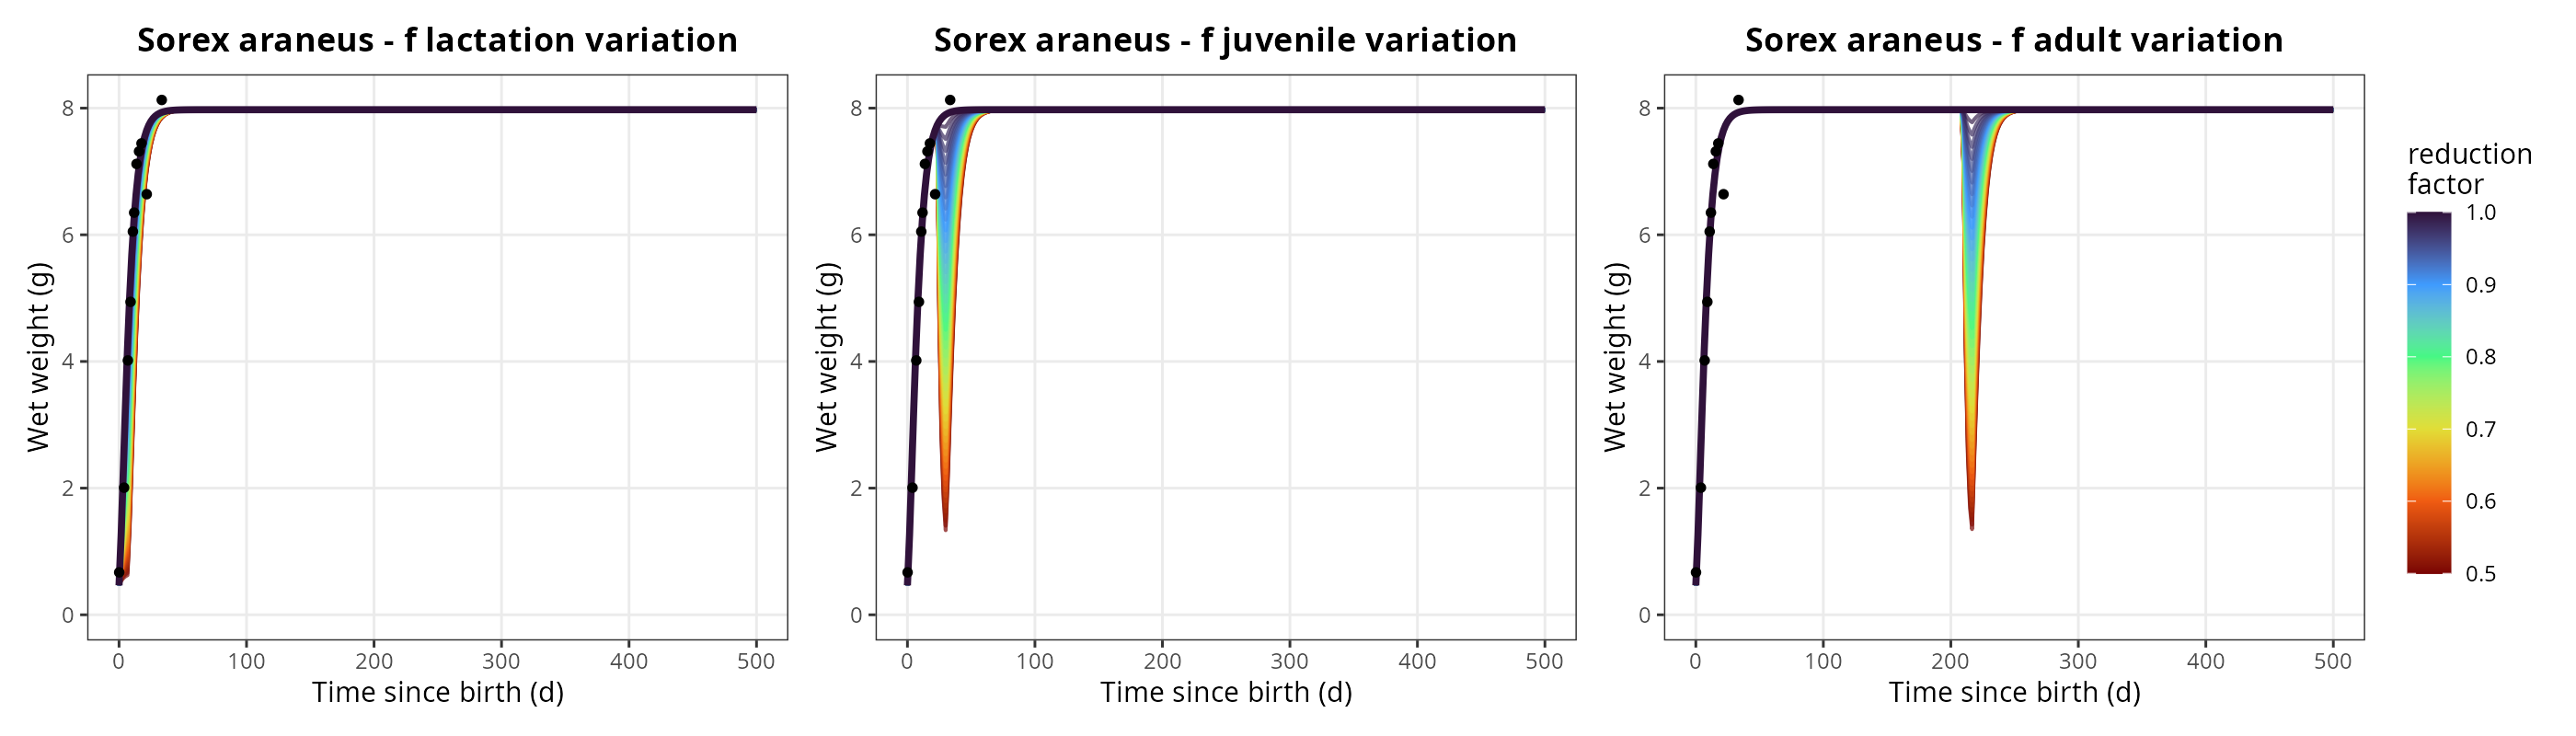 Sorex araneus - f lactation variation
Wet weight (g)
8
6
4
2
0
0 100 200 300 400 500
Time since birth (d)
Sorex araneus - f juvenile variation
Wet weight (g)
8
6
4
2
0
0 100 200 300 400 500
Time since birth (d)
Sorex araneus - f adult variation
Wet weight (g)
8
6
4
2
0
0 100 200 300 400 500
Time since birth (d)
reduction
factor
1.0
0.9
0.8
0.7
0.6
0.5